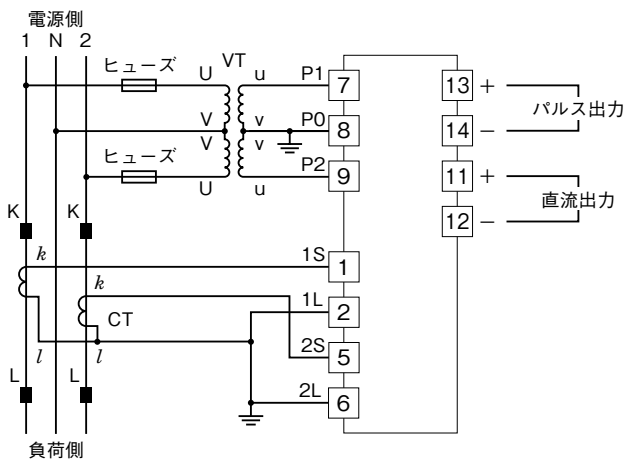 電源側
1 N 2
ヒューズ
U
VT
u
P1
7
13
+
パルス出力
V
v
P0
8
14
−
V
v
ヒューズ
U
u
P2
9
11
+
直流出力
12
−
K
K
k
1S
1
k
1L
2
CT
l
l
2S
5
L
L
2L
6
負荷側